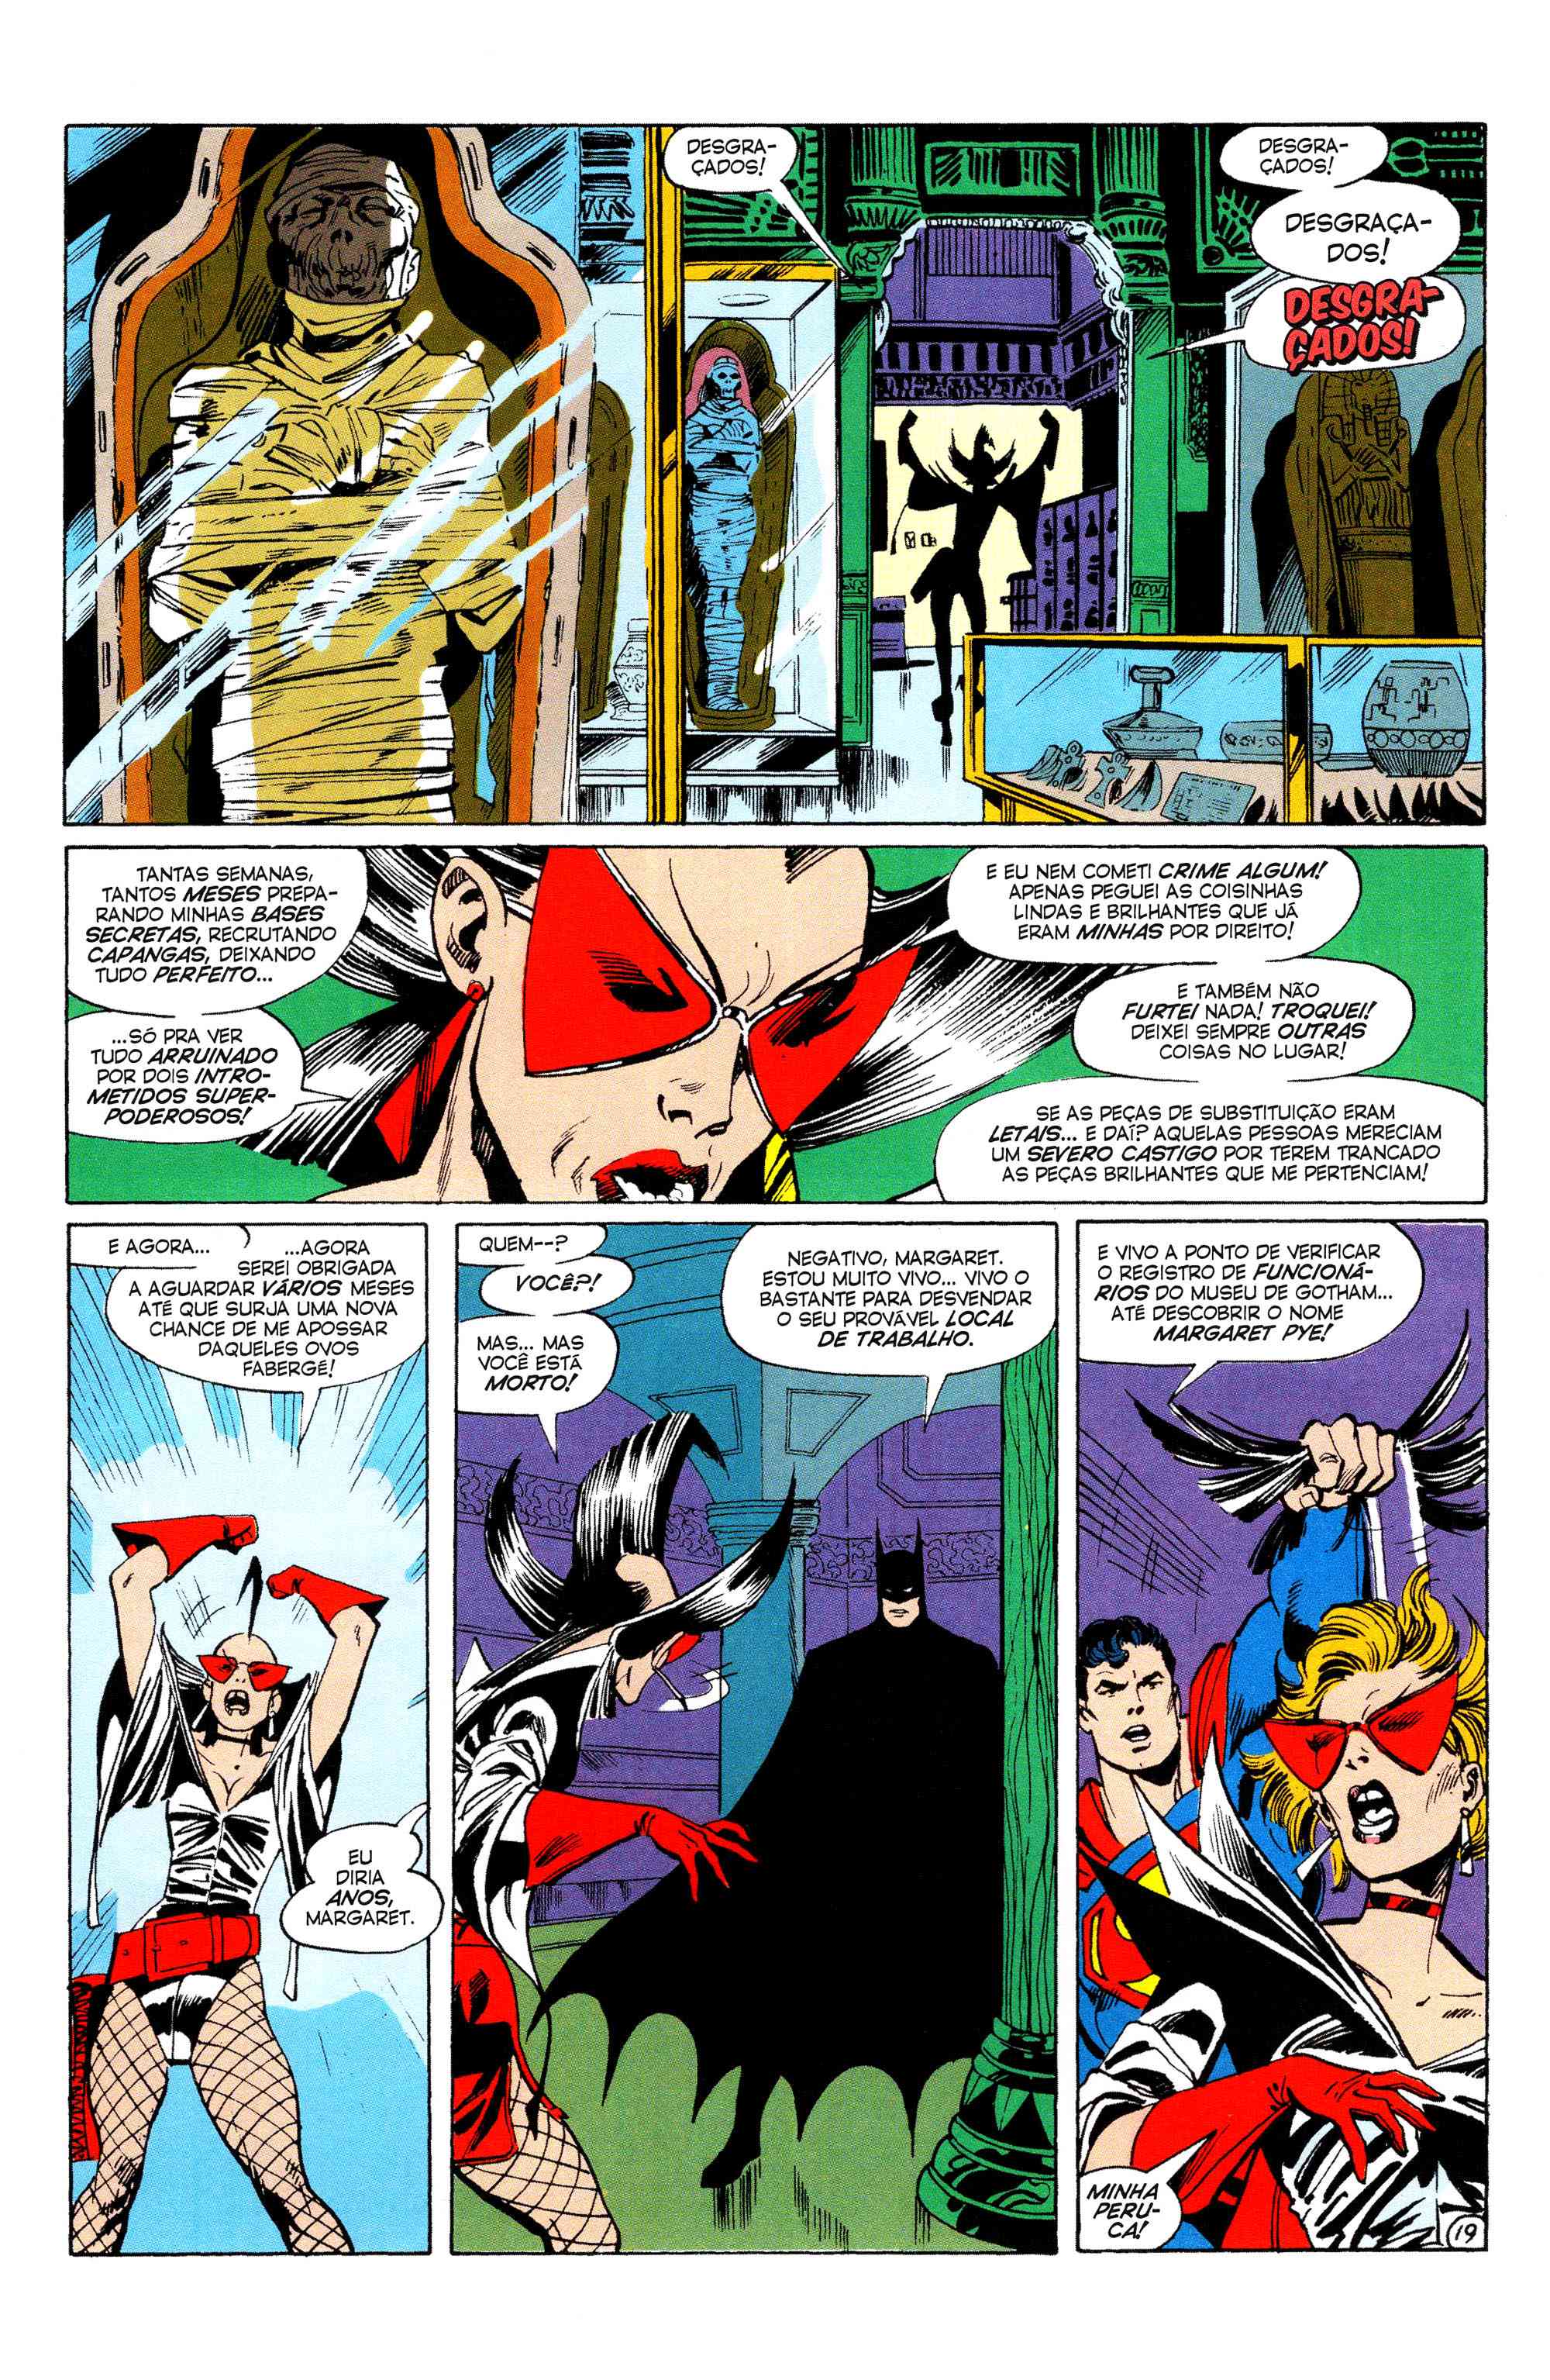 DESGRA-
ÇADOS!
DESGRA-
ÇADOS!
DESGRAÇA-
DOS!
DESGRA-
ÇADOS!
TANTAS SEMANAS,
TANTOS MESES PREPA-
RANDO MINHAS BASES
SECRETAS, RECRUTANDO
CAPANGAS, DEIXANDO
TUDO PERFEITO...
...SÓ PRA VER
TUDO ARRUINADO
POR DOIS INTRO-
METIDOS SUPER-
PODEROSOS!
E EU NEM COMETI CRIME ALGUM!
APENAS PEGUEI AS COISINHAS
LINDAS E BRILHANTES QUE JÁ
ERAM MINHAS POR DIREITO!
E TAMBÉM NÃO
FURTEI NADA! TROQUEI!
DEIXEI SEMPRE OUTRAS
COISAS NO LUGAR!
SE AS PEÇAS DE SUBSTITUIÇÃO ERAM
LETAIS... E DAÍ? AQUELAS PESSOAS MERECIAM
UM SEVERO CASTIGO POR TEREM TRANCADO
AS PEÇAS BRILHANTES QUE ME PERTENCIAM!
E AGORA...
...AGORA
SEREI OBRIGADA
A AGUARDAR VÁRIOS MESES
ATÉ QUE SURJA UMA NOVA
CHANCE DE ME APOSSAR
DAQUELES OVOS
FABERGÉ!
EU
DIRIA
ANOS,
MARGARET.
QUEM--?
VOCÊ?!
MAS... MAS
VOCÊ ESTÁ
MORTO!
NEGATIVO, MARGARET.
ESTOU MUITO VIVO... VIVO O
BASTANTE PARA DESVENDAR
O SEU PROVÁVEL LOCAL
DE TRABALHO.
E VIVO A PONTO DE VERIFICAR
O REGISTRO DE FUNCIONÁ-
RIOS DO MUSEU DE GOTHAM...
ATÉ DESCOBRIR O NOME
MARGARET PYE!
MINHA
PERU-
CA!
19